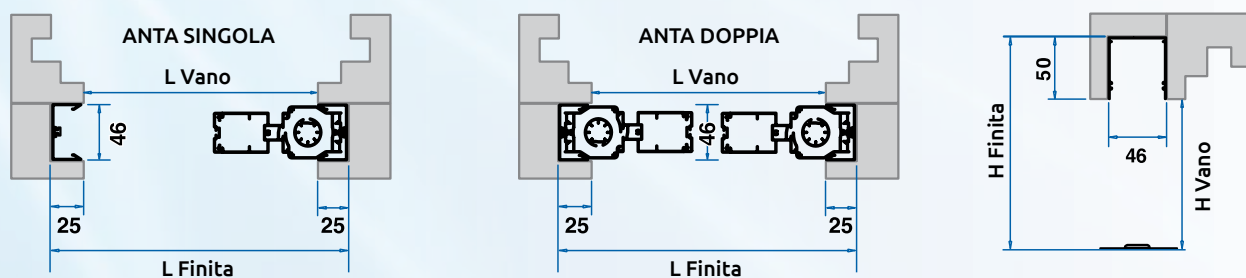 ANTA SINGOLA
L Vano
46
25
25
L Finita
ANTA DOPPIA
L Vano
46
25
25
L Finita
50
46
H Finita
H Vano